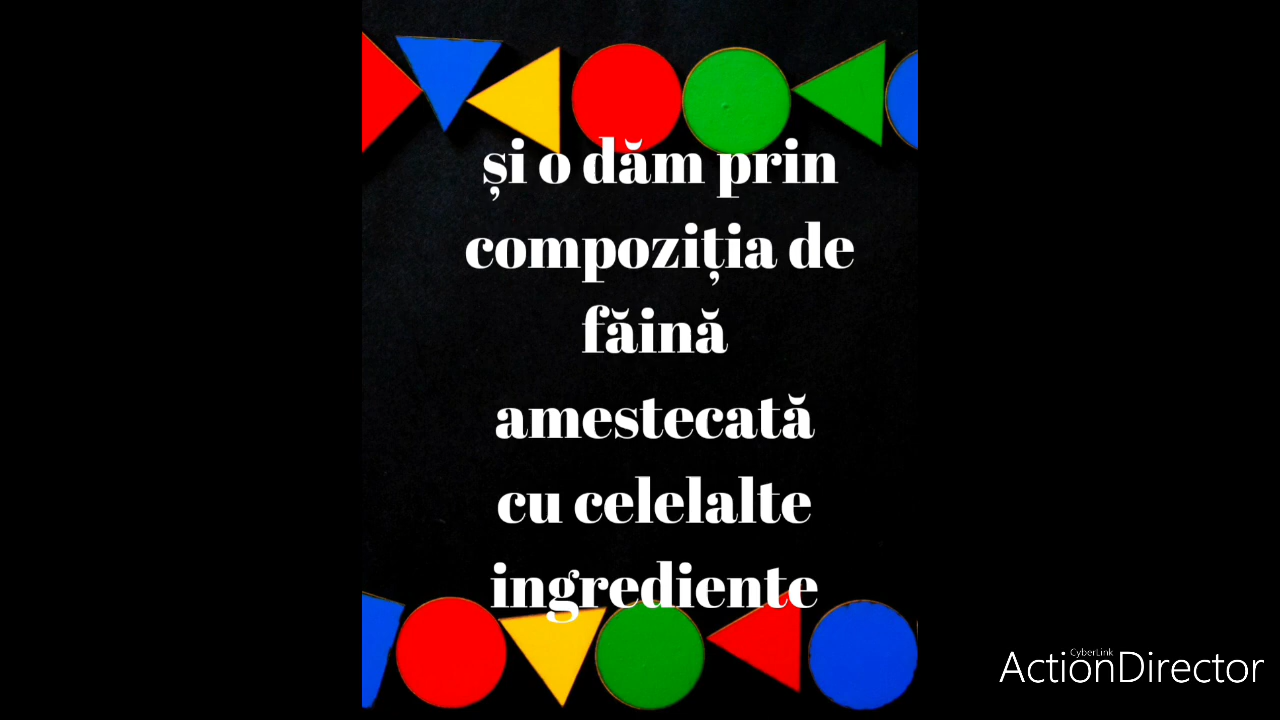 și o dăm prin
compoziția de
făină
amestecată
cu celelalte
ingrediente
CyberLink
ActionDirector